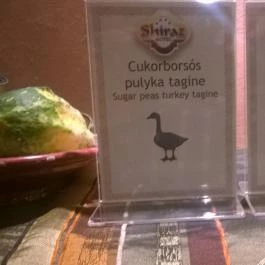 Shiraz
Cukorborsós
pulyka tagine
Sugar peas turkey tagine